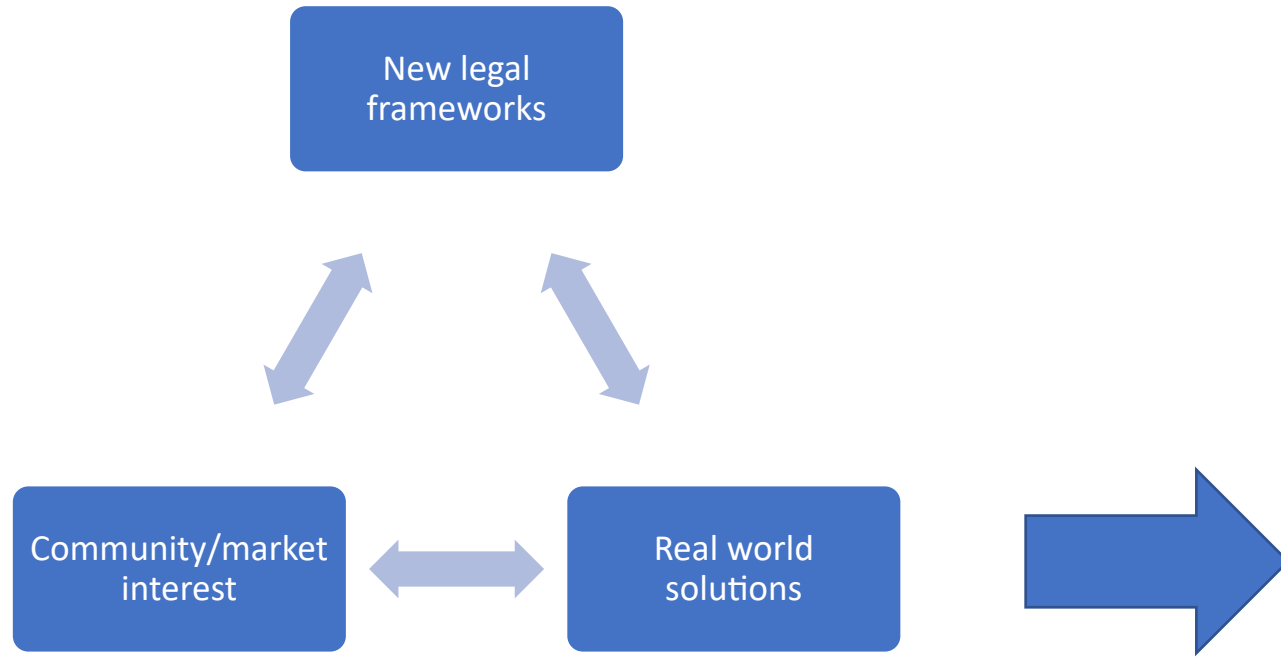 New legal
frameworks
Community/market
interest
Real world
solutions